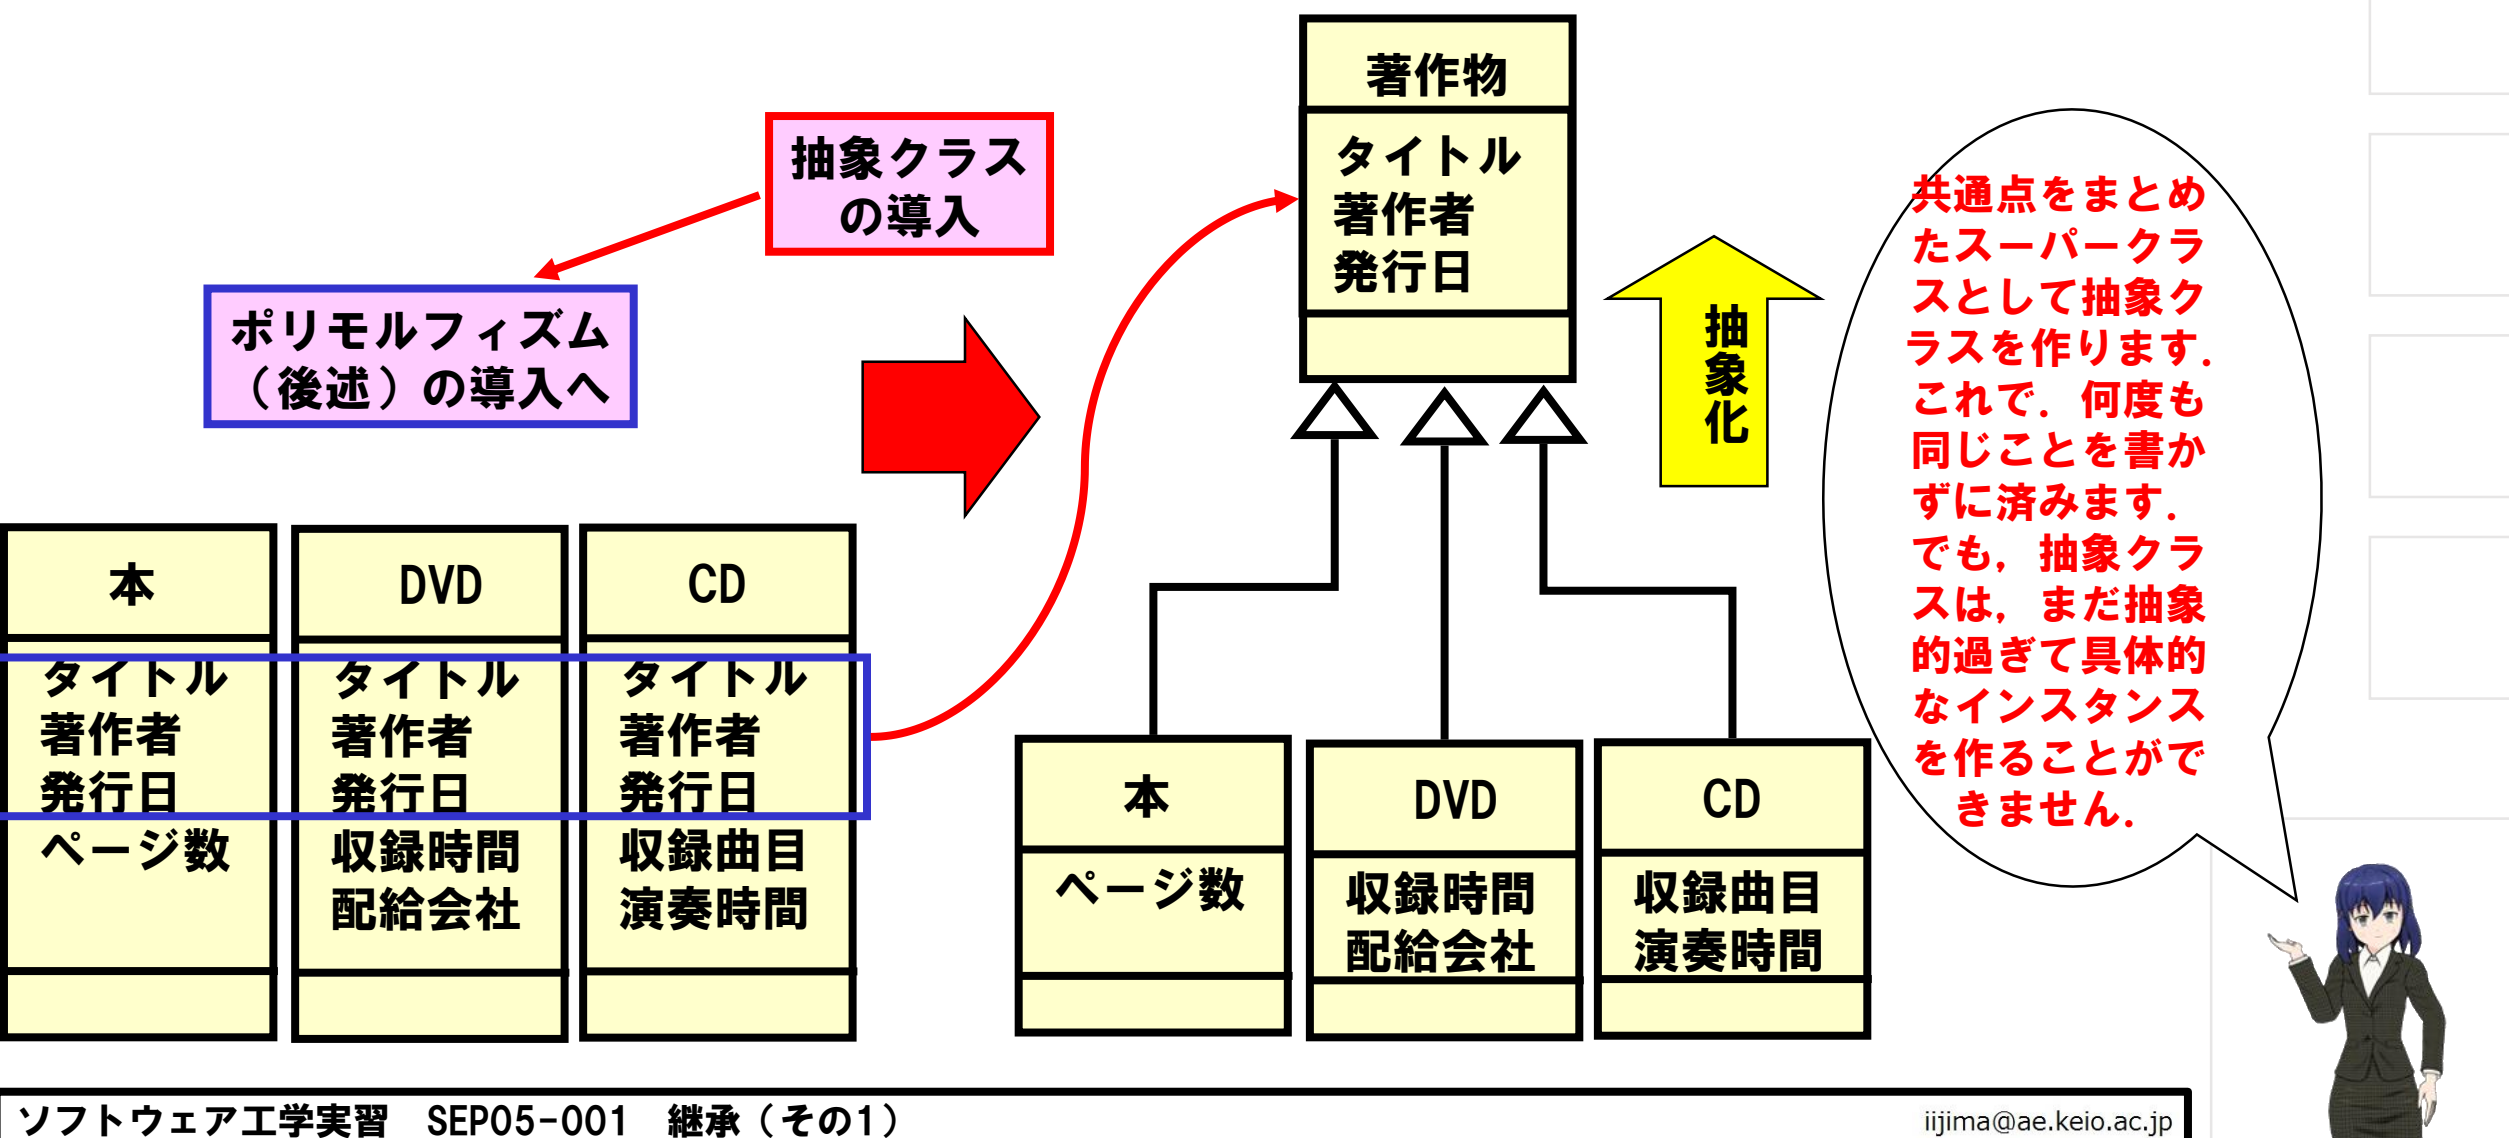 著作物
タイトル
著作者
発行日
抽象クラス
の導入
ポリモルフィズム
（後述）の導入へ
抽象化
共通点をまとめ
たスーパークラ
スとして抽象ク
ラスを作ります．
これで．何度も
同じことを書か
ずに済みます．
でも，抽象クラ
スは，まだ抽象
的過ぎて具体的
なインスタンス
を作ることがで
きません．
本
タイトル
著作者
発行日
ページ数
DVD
タイトル
著作者
発行日
収録時間
配給会社
CD
タイトル
著作者
発行日
収録曲目
演奏時間
本
ページ数
DVD
収録時間
配給会社
CD
収録曲目
演奏時間
ソフトウェア工学実習　SEP05-001　継承（その1）
iijima@ae.keio.ac.jp